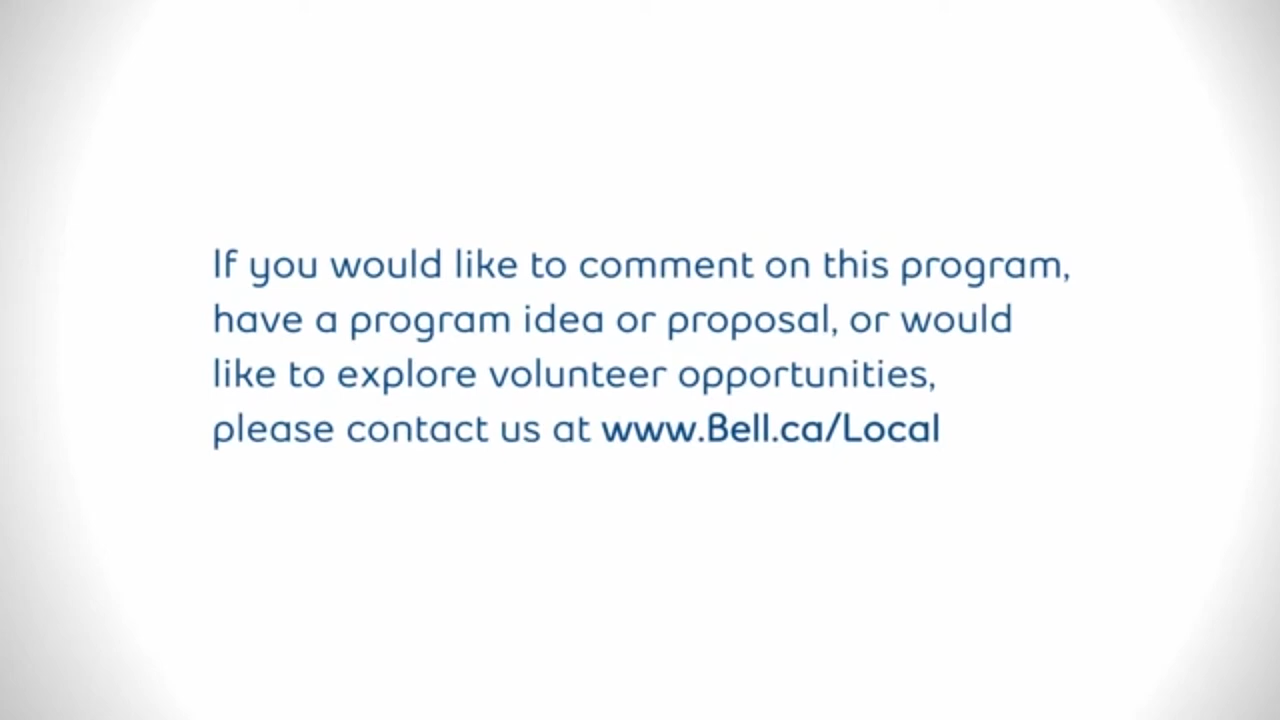 If you would like to comment on this program,
have a program idea or proposal, or would
like to explore volunteer opportunities,
please contact us at www.Bell.ca/Local